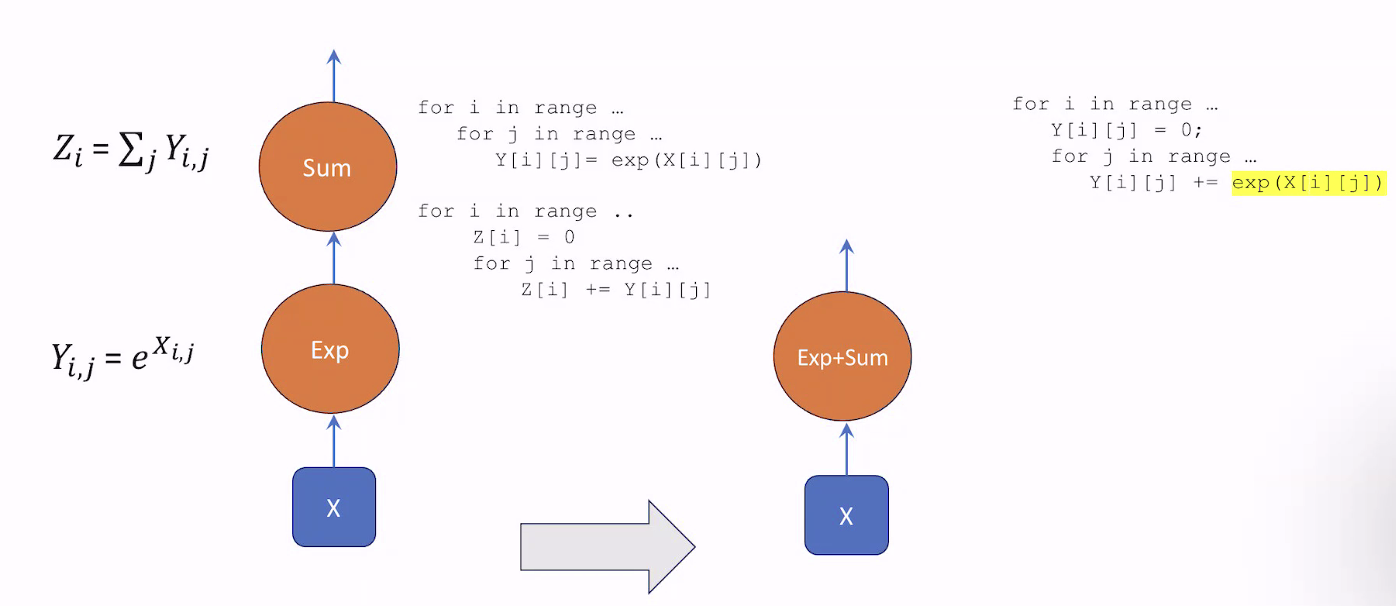 Z_i = ∑_j Y_{i,j}
Sum
for i in range …
for j in range …
Y[i][j]= exp(X[i][j])
for i in range ..
Z[i] = 0
for j in range …
Z[i] += Y[i][j]
Y_{i,j} = e^{X_{i,j}}
Exp
X
for i in range …
Y[i][j] = 0;
for j in range …
Y[i][j] += exp(X[i][j])
Exp+Sum
X